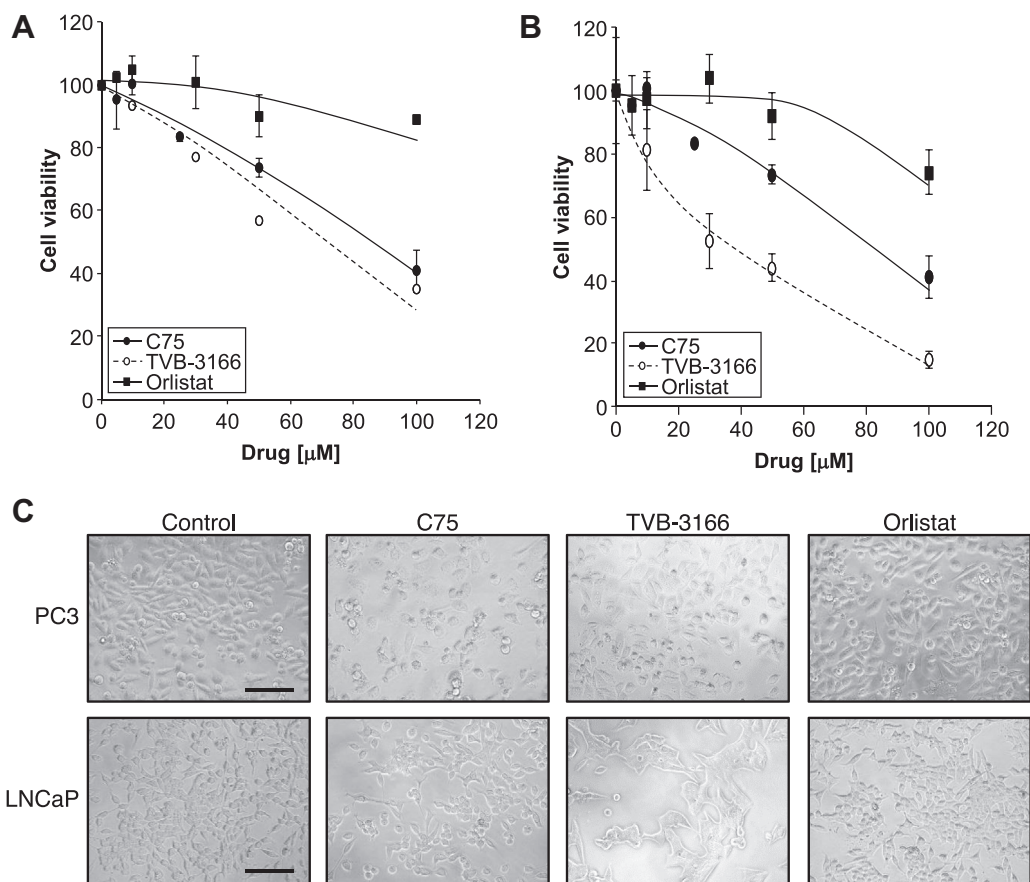 A
120
100
80
60
40
20
0
Cell viability
C75
TVB-3166
Orlistat
0 20 40 60 80 100 120
Drug [μM]
B
120
100
80
60
40
20
0
Cell viability
C75
TVB-3166
Orlistat
0 20 40 60 80 100 120
Drug [μM]
C
Control C75 TVB-3166 Orlistat
PC3
LNCaP